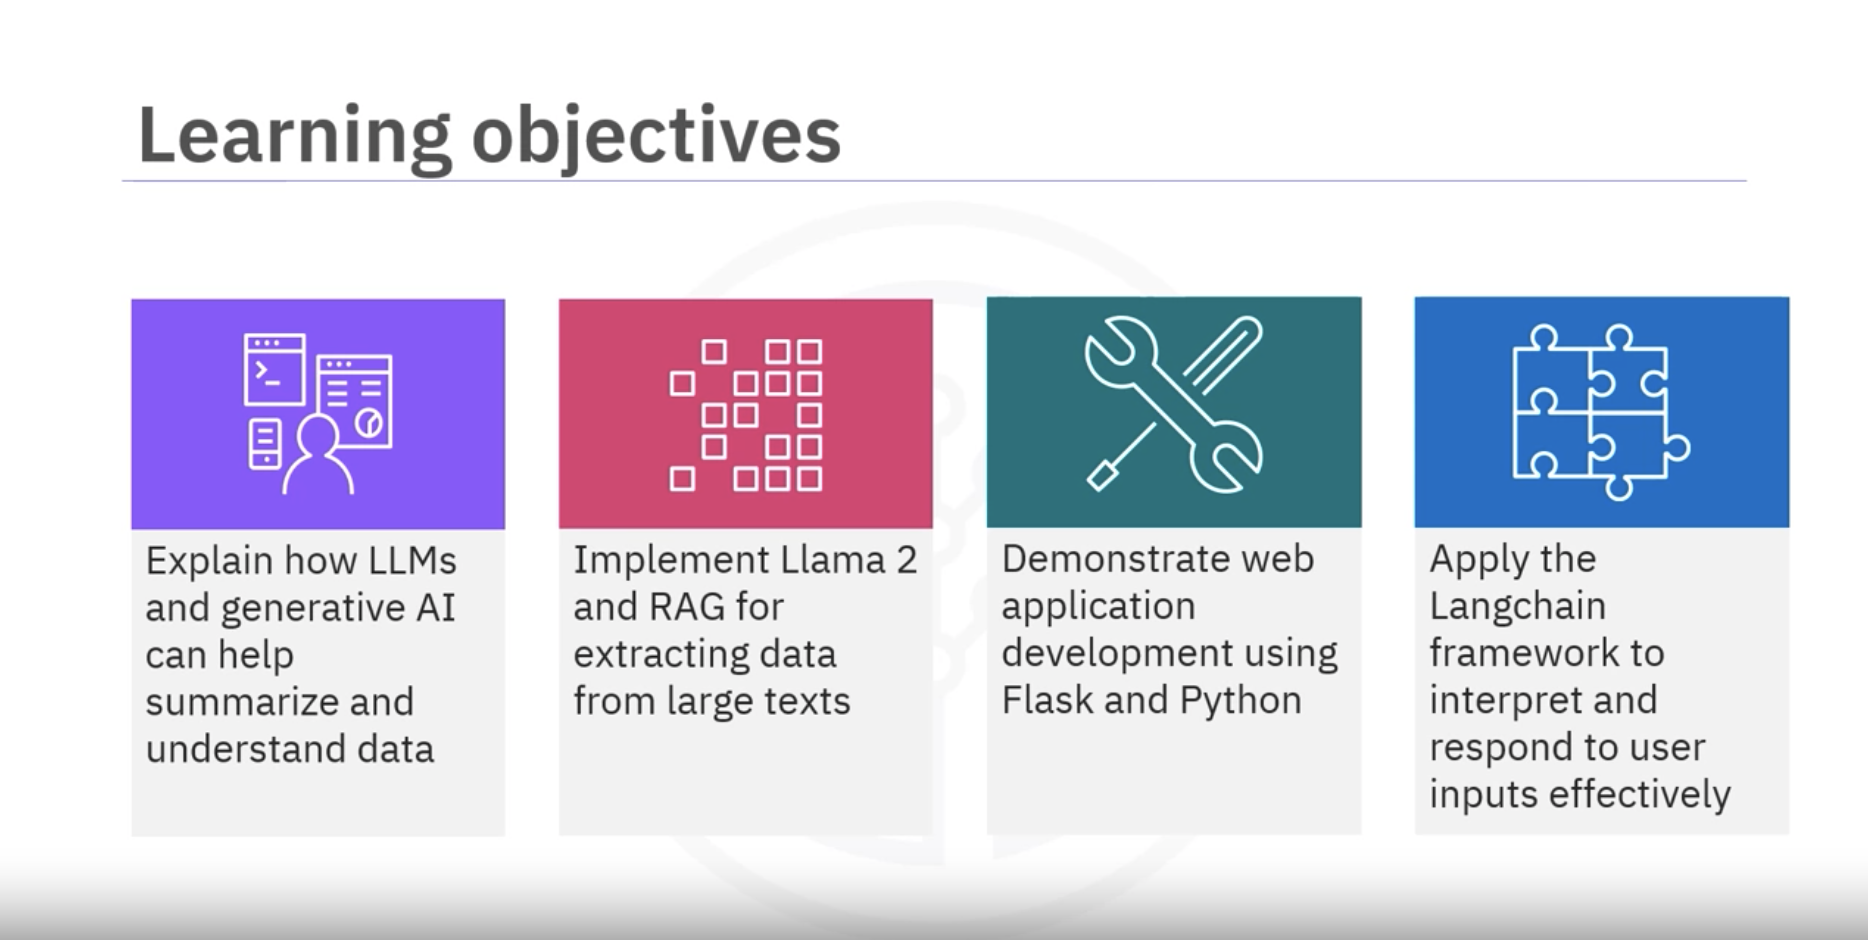 Learning objectives
Explain how LLMs
and generative AI
can help
summarize and
understand data
Implement Llama 2
and RAG for
extracting data
from large texts
Demonstrate web
application
development using
Flask and Python
Apply the
Langchain
framework to
interpret and
respond to user
inputs effectively